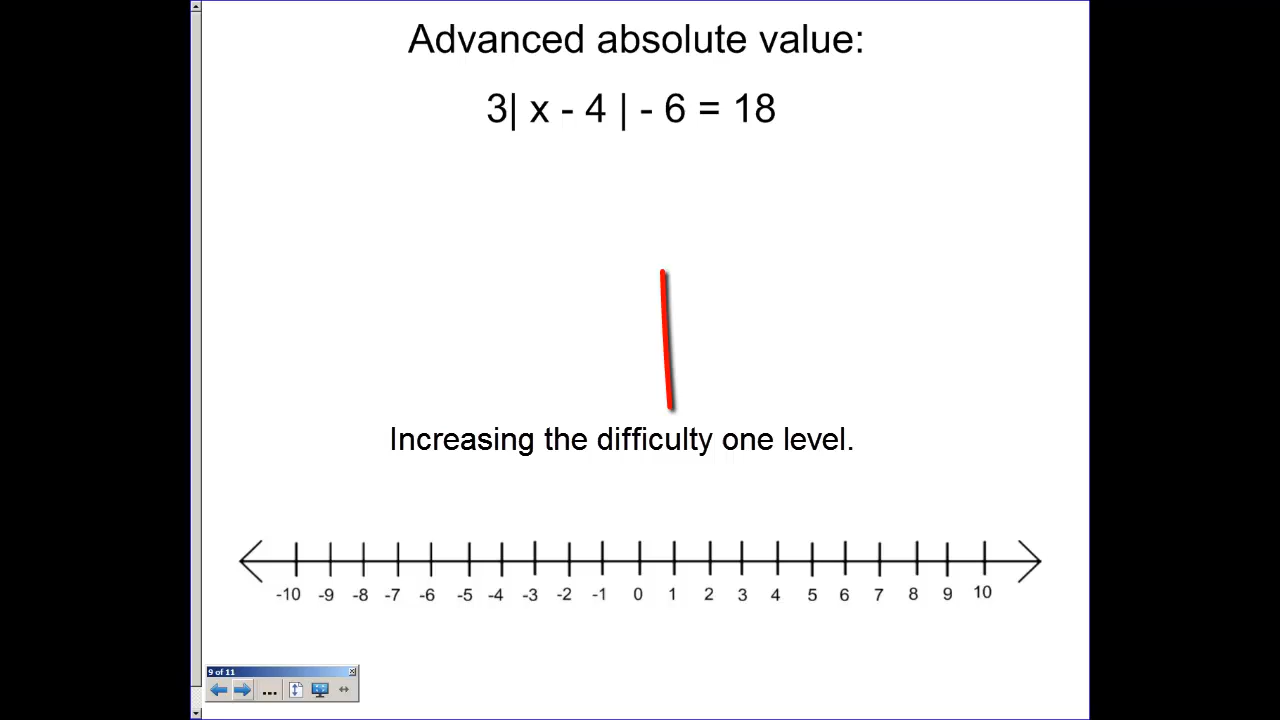 Advanced absolute value:
3| x - 4 | - 6 = 18
Increasing the difficulty one level.
-10 -9 -8 -7 -6 -5 -4 -3 -2 -1 0 1 2 3 4 5 6 7 8 9 10
9 of 11